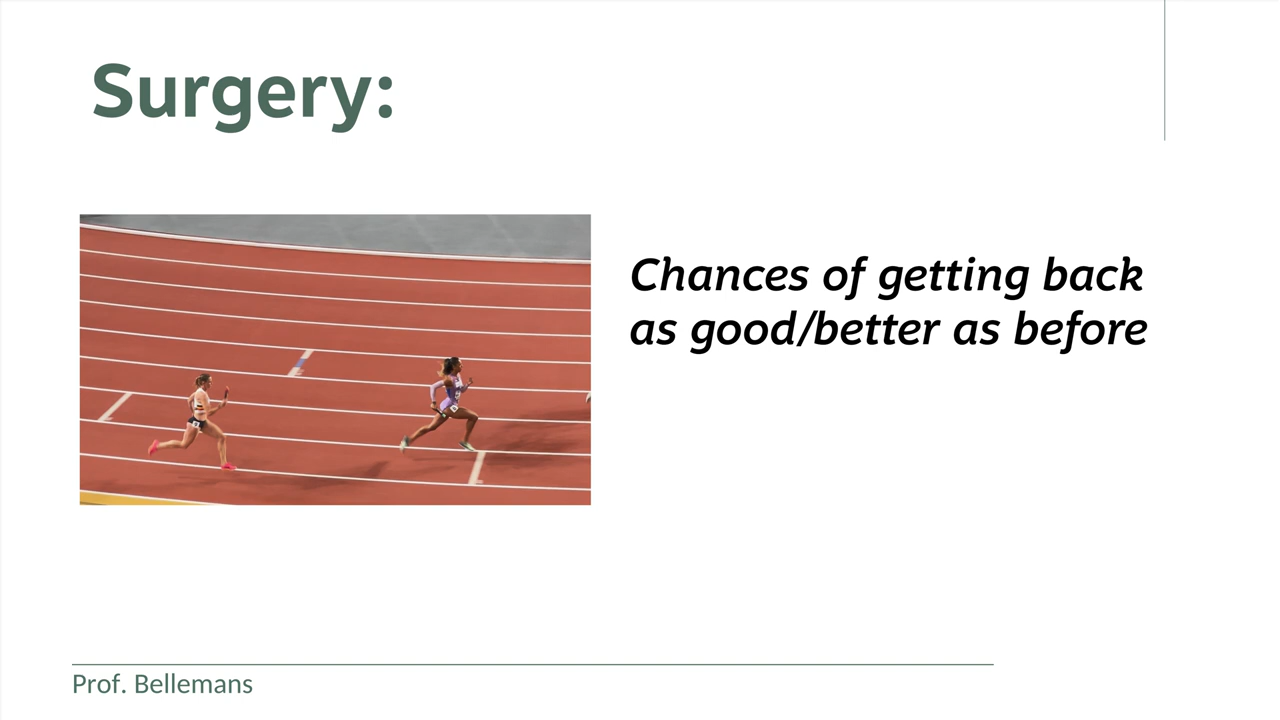 Surgery:
Chances of getting back
as good/better as before
Prof. Bellemans